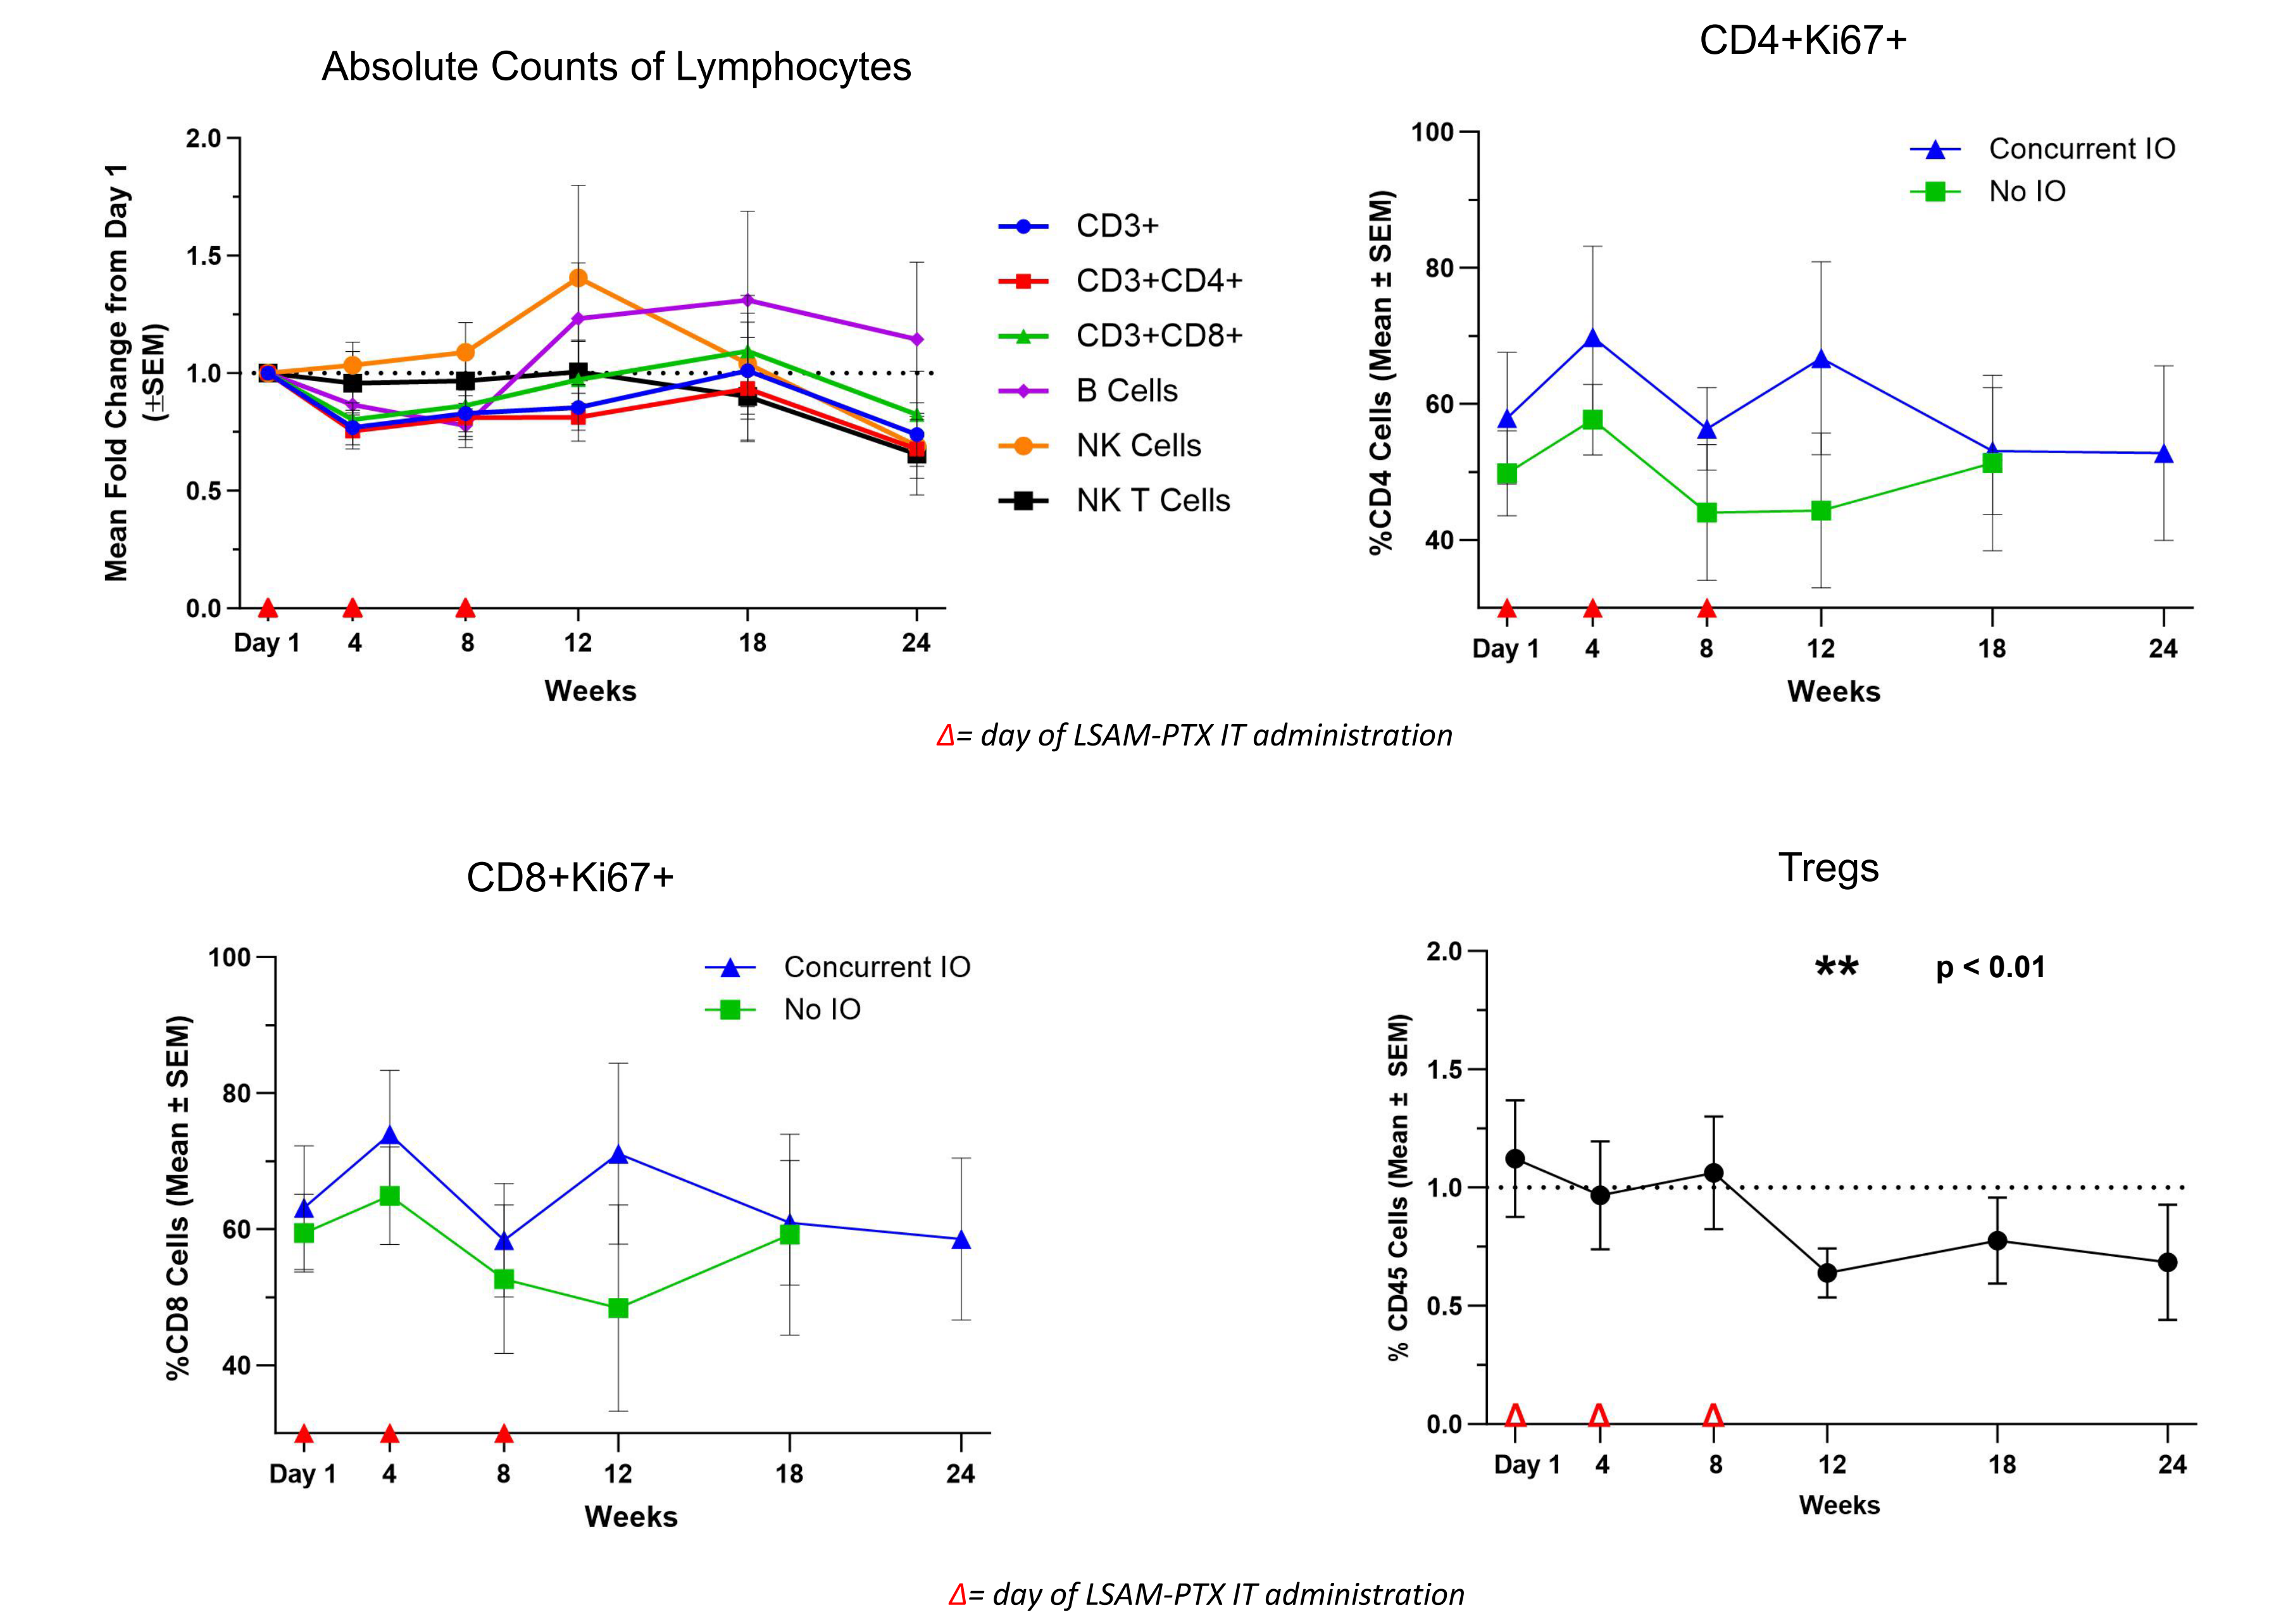 Absolute Counts of Lymphocytes
Mean Fold Change from Day 1
(±SEM)
2.0
1.5
1.0
0.5
0.0
Day 1 4 8 12 18 24
Weeks
CD3+
CD3+CD4+
CD3+CD8+
B Cells
NK Cells
NK T Cells
CD4+Ki67+
%CD4 Cells (Mean ± SEM)
100
80
60
40
Concurrent IO
No IO
Day 1 4 8 12 18 24
Weeks
Δ= day of LSAM-PTX IT administration
CD8+Ki67+
%CD8 Cells (Mean ± SEM)
100
80
60
40
Concurrent IO
No IO
Day 1 4 8 12 18 24
Weeks
Tregs
% CD45 Cells (Mean ± SEM)
2.0
1.5
1.0
0.5
0.0
** p < 0.01
Δ Δ Δ
Day 1 4 8 12 18 24
Weeks
Δ= day of LSAM-PTX IT administration